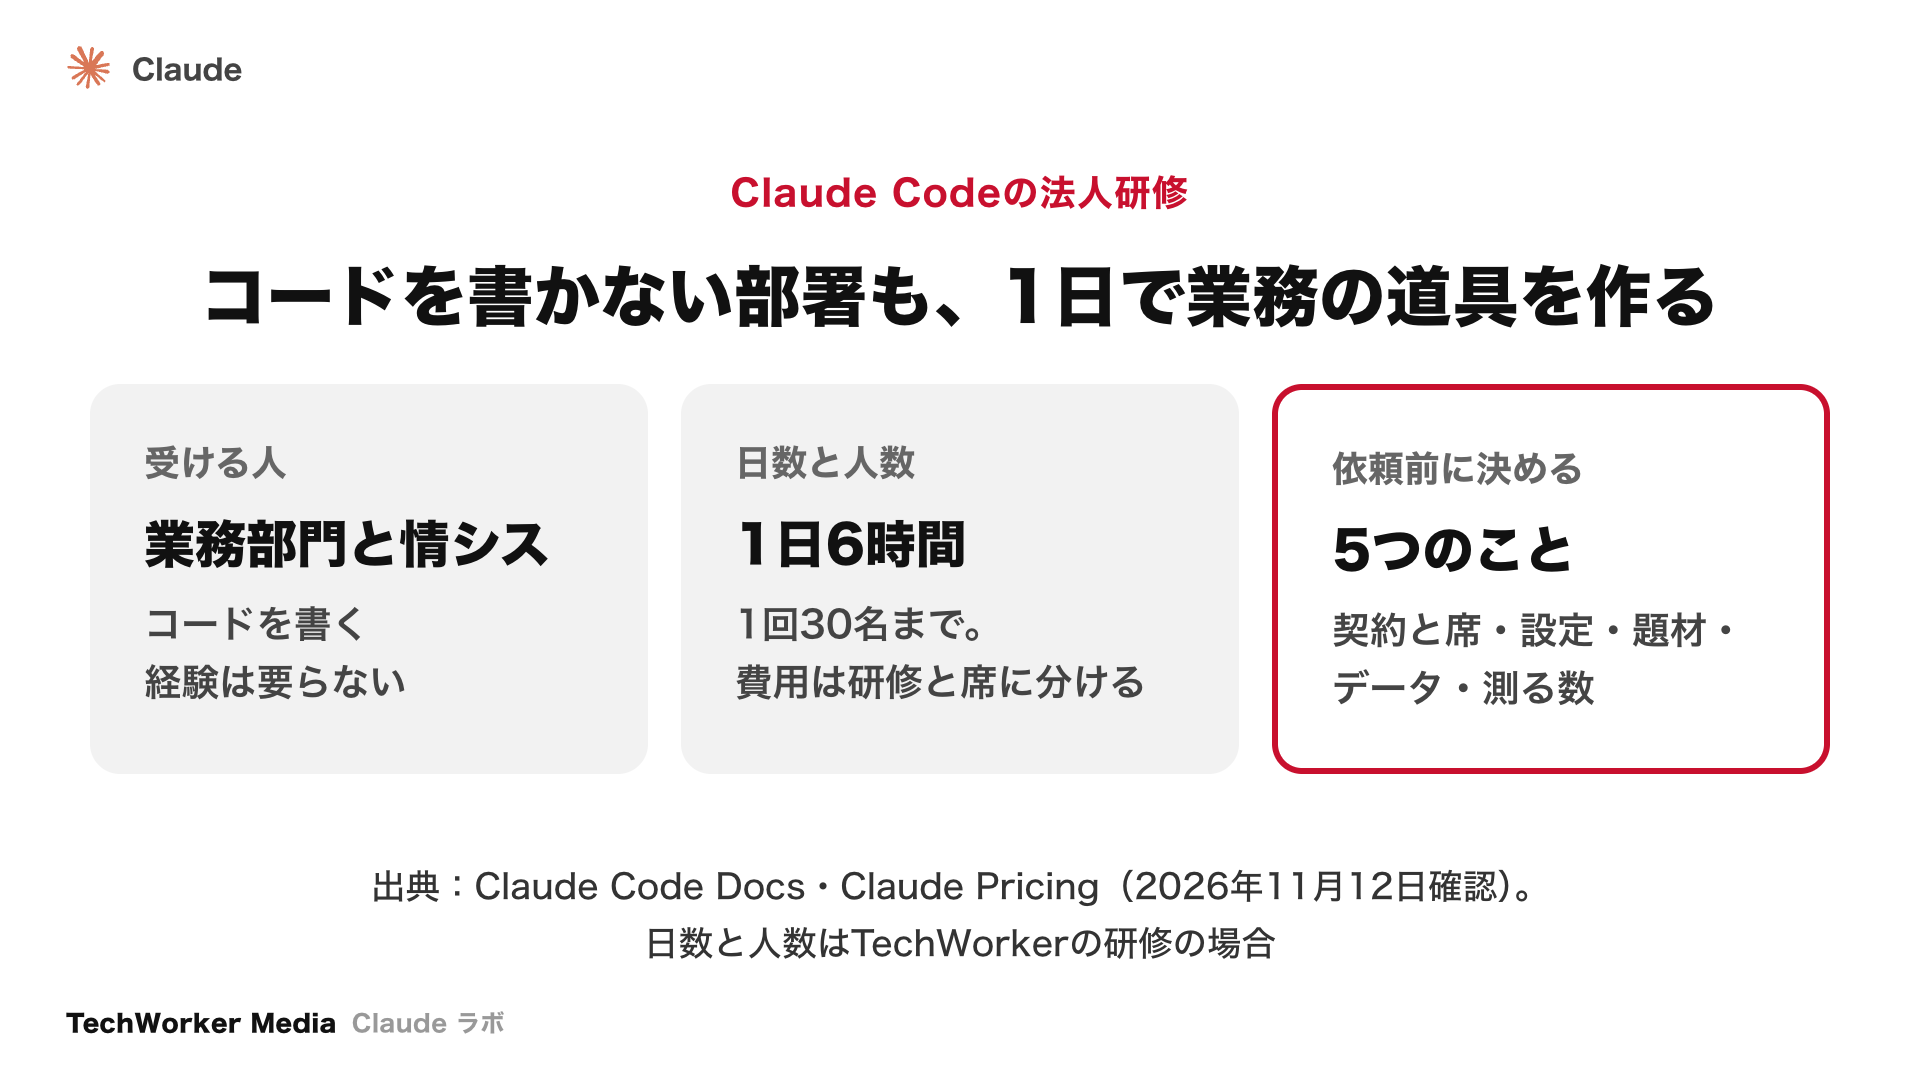 Claude
Claude Codeの法人研修
コードを書かない部署も、1日で業務の道具を作る
受ける人
業務部門と情シス
コードを書く
経験は要らない
日数と人数
1日6時間
1回30名まで。
費用は研修と席に分ける
依頼前に決める
5つのこと
契約と席・設定・題材・
データ・測る数
出典：Claude Code Docs・Claude Pricing（2026年11月12日確認）。
日数と人数はTechWorkerの研修の場合
TechWorker Media Claude ラボ